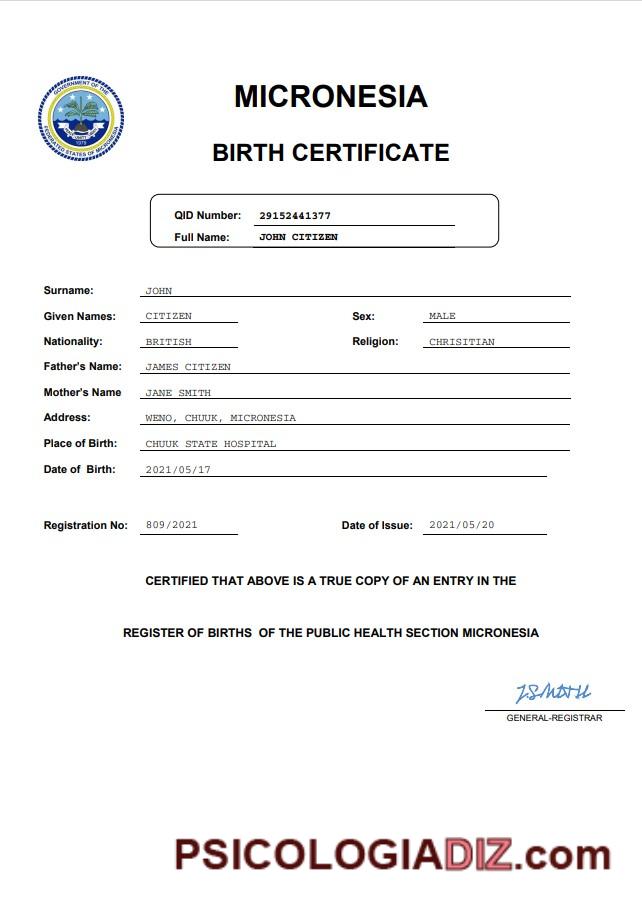 GOVERNMENT OF THE
FEDERATED STATES OF MICRONESIA
1979
MICRONESIA
BIRTH CERTIFICATE
QID Number: 29152441377
Full Name: JOHN CITIZEN
Surname: JOHN
Given Names: CITIZEN Sex: MALE
Nationality: BRITISH Religion: CHRISITIAN
Father's Name: JAMES CITIZEN
Mother's Name JANE SMITH
Address: WENO, CHUUK, MICRONESIA
Place of Birth: CHUUK STATE HOSPITAL
Date of Birth: 2021/05/17
Registration No: 809/2021 Date of Issue: 2021/05/20
CERTIFIED THAT ABOVE IS A TRUE COPY OF AN ENTRY IN THE
REGISTER OF BIRTHS OF THE PUBLIC HEALTH SECTION MICRONESIA
J.Smith
GENERAL-REGISTRAR
PSICOLOGIADIZ.com